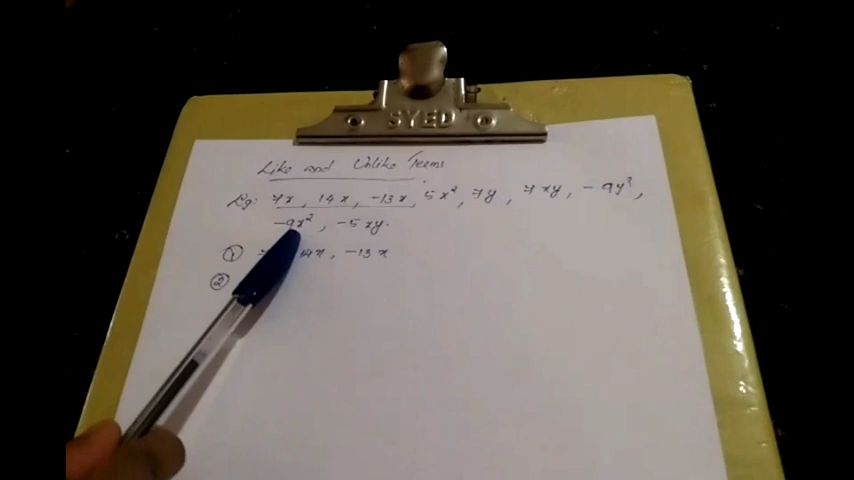 SYED
Like and Unlike Terms
Eg: 7x, 14x, -13x, 5x², 7y, 7xy, -9y²,
-9x², -5xy.
① 14x, -13x
②